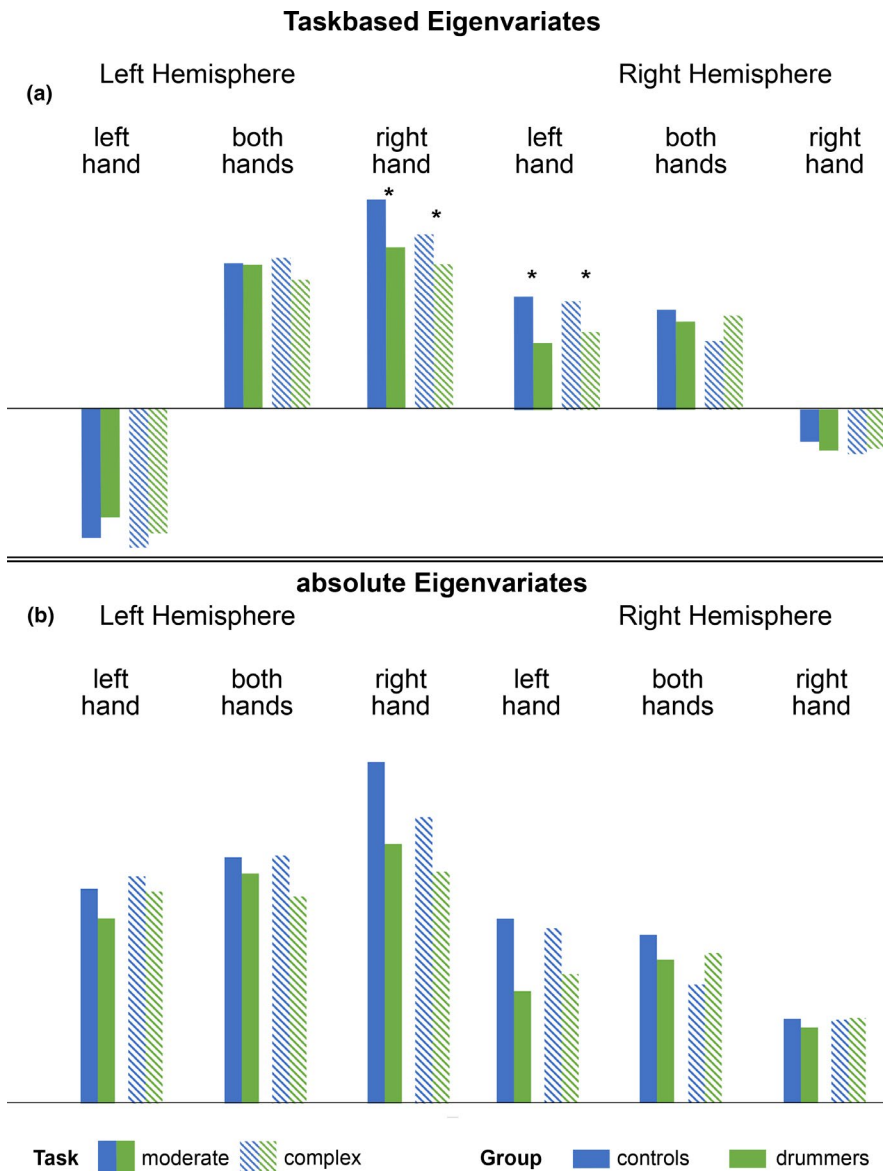 Taskbased Eigenvariates
Left Hemisphere Right Hemisphere
(a)
left both right left both right
hand hands hand hand hands hand
* * * *
absolute Eigenvariates
(b) Left Hemisphere Right Hemisphere
left both right left both right
hand hands hand hand hands hand
Task moderate complex Group controls drummers